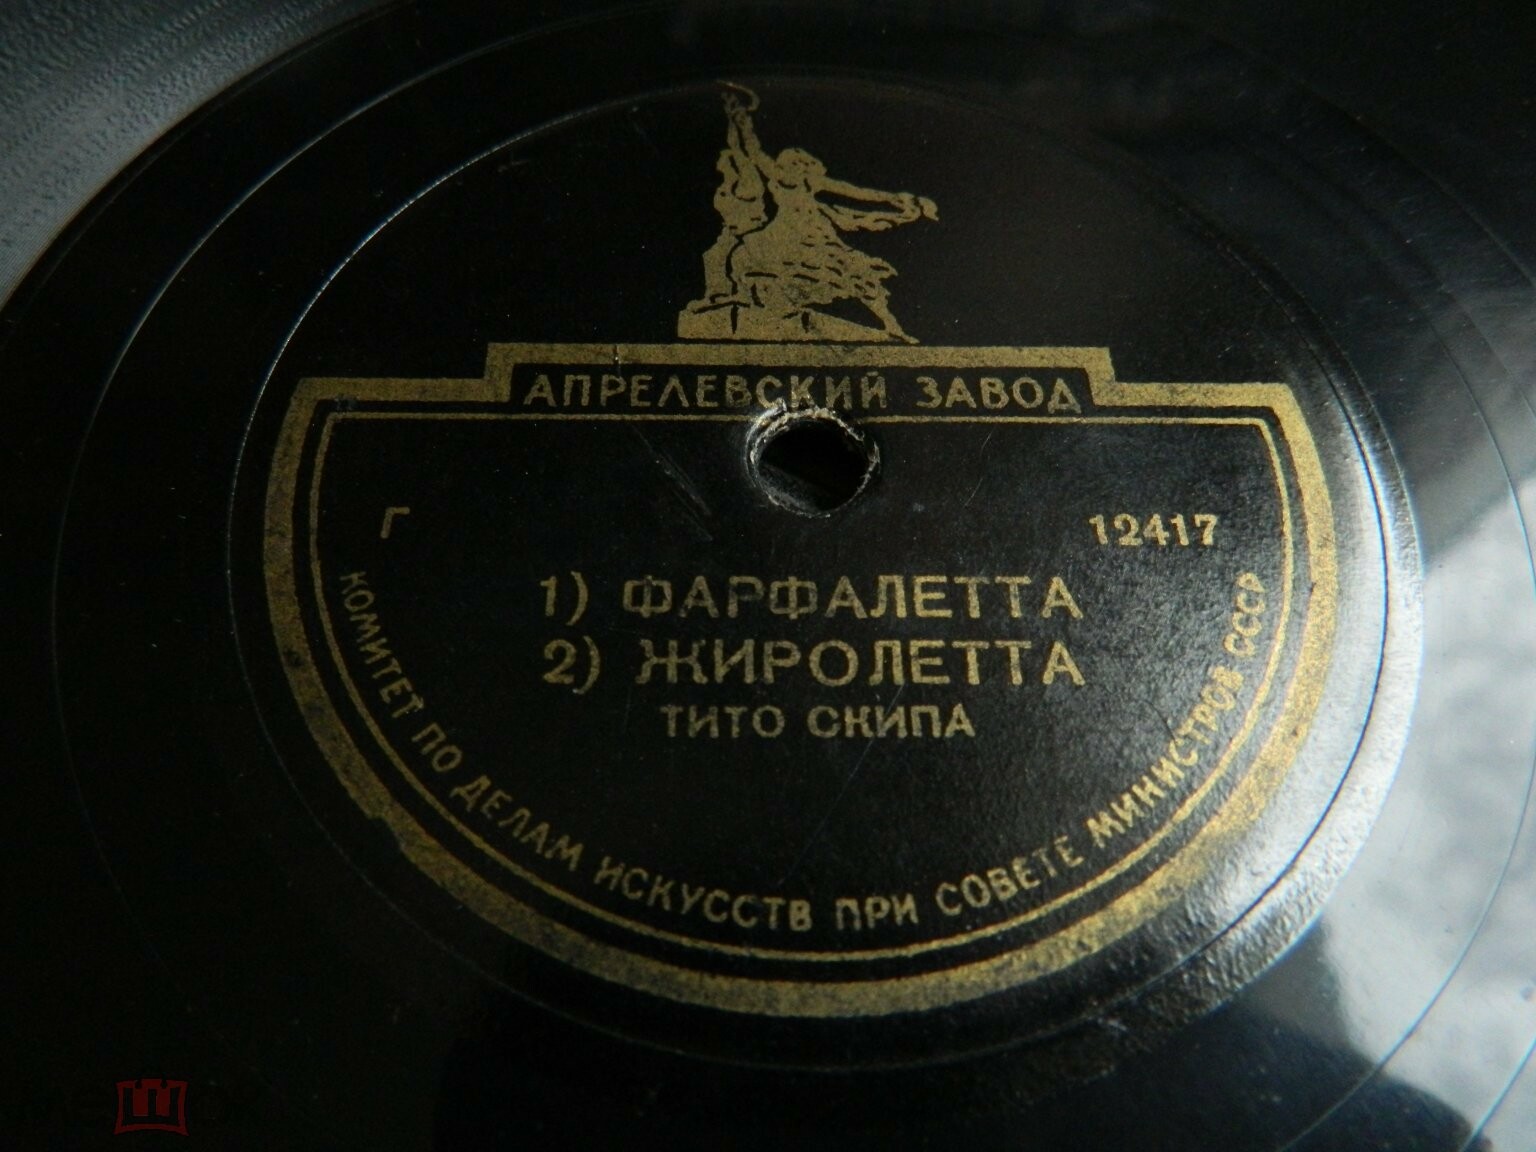 АПРЕЛЕВСКИЙ ЗАВОД
Г 12417
1) ФАРФАЛЕТТА
2) ЖИРОЛЕТТА
ТИТО СКИПА
КОМИТЕТ ПО ДЕЛАМ ИСКУССТВ ПРИ СОВЕТЕ МИНИСТРОВ СССР